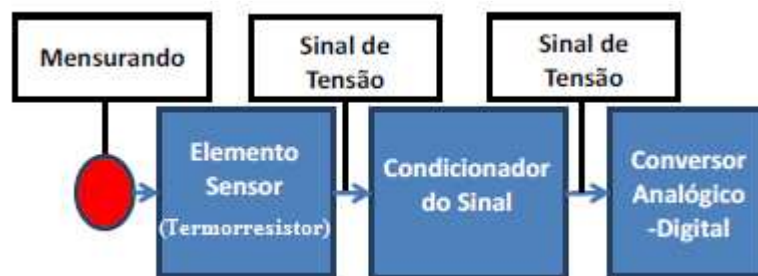 Mensurando
Sinal de
Tensão
Sinal de
Tensão
Elemento
Sensor
(Termorresistor)
Condicionador
do Sinal
Conversor
Analógico
-Digital